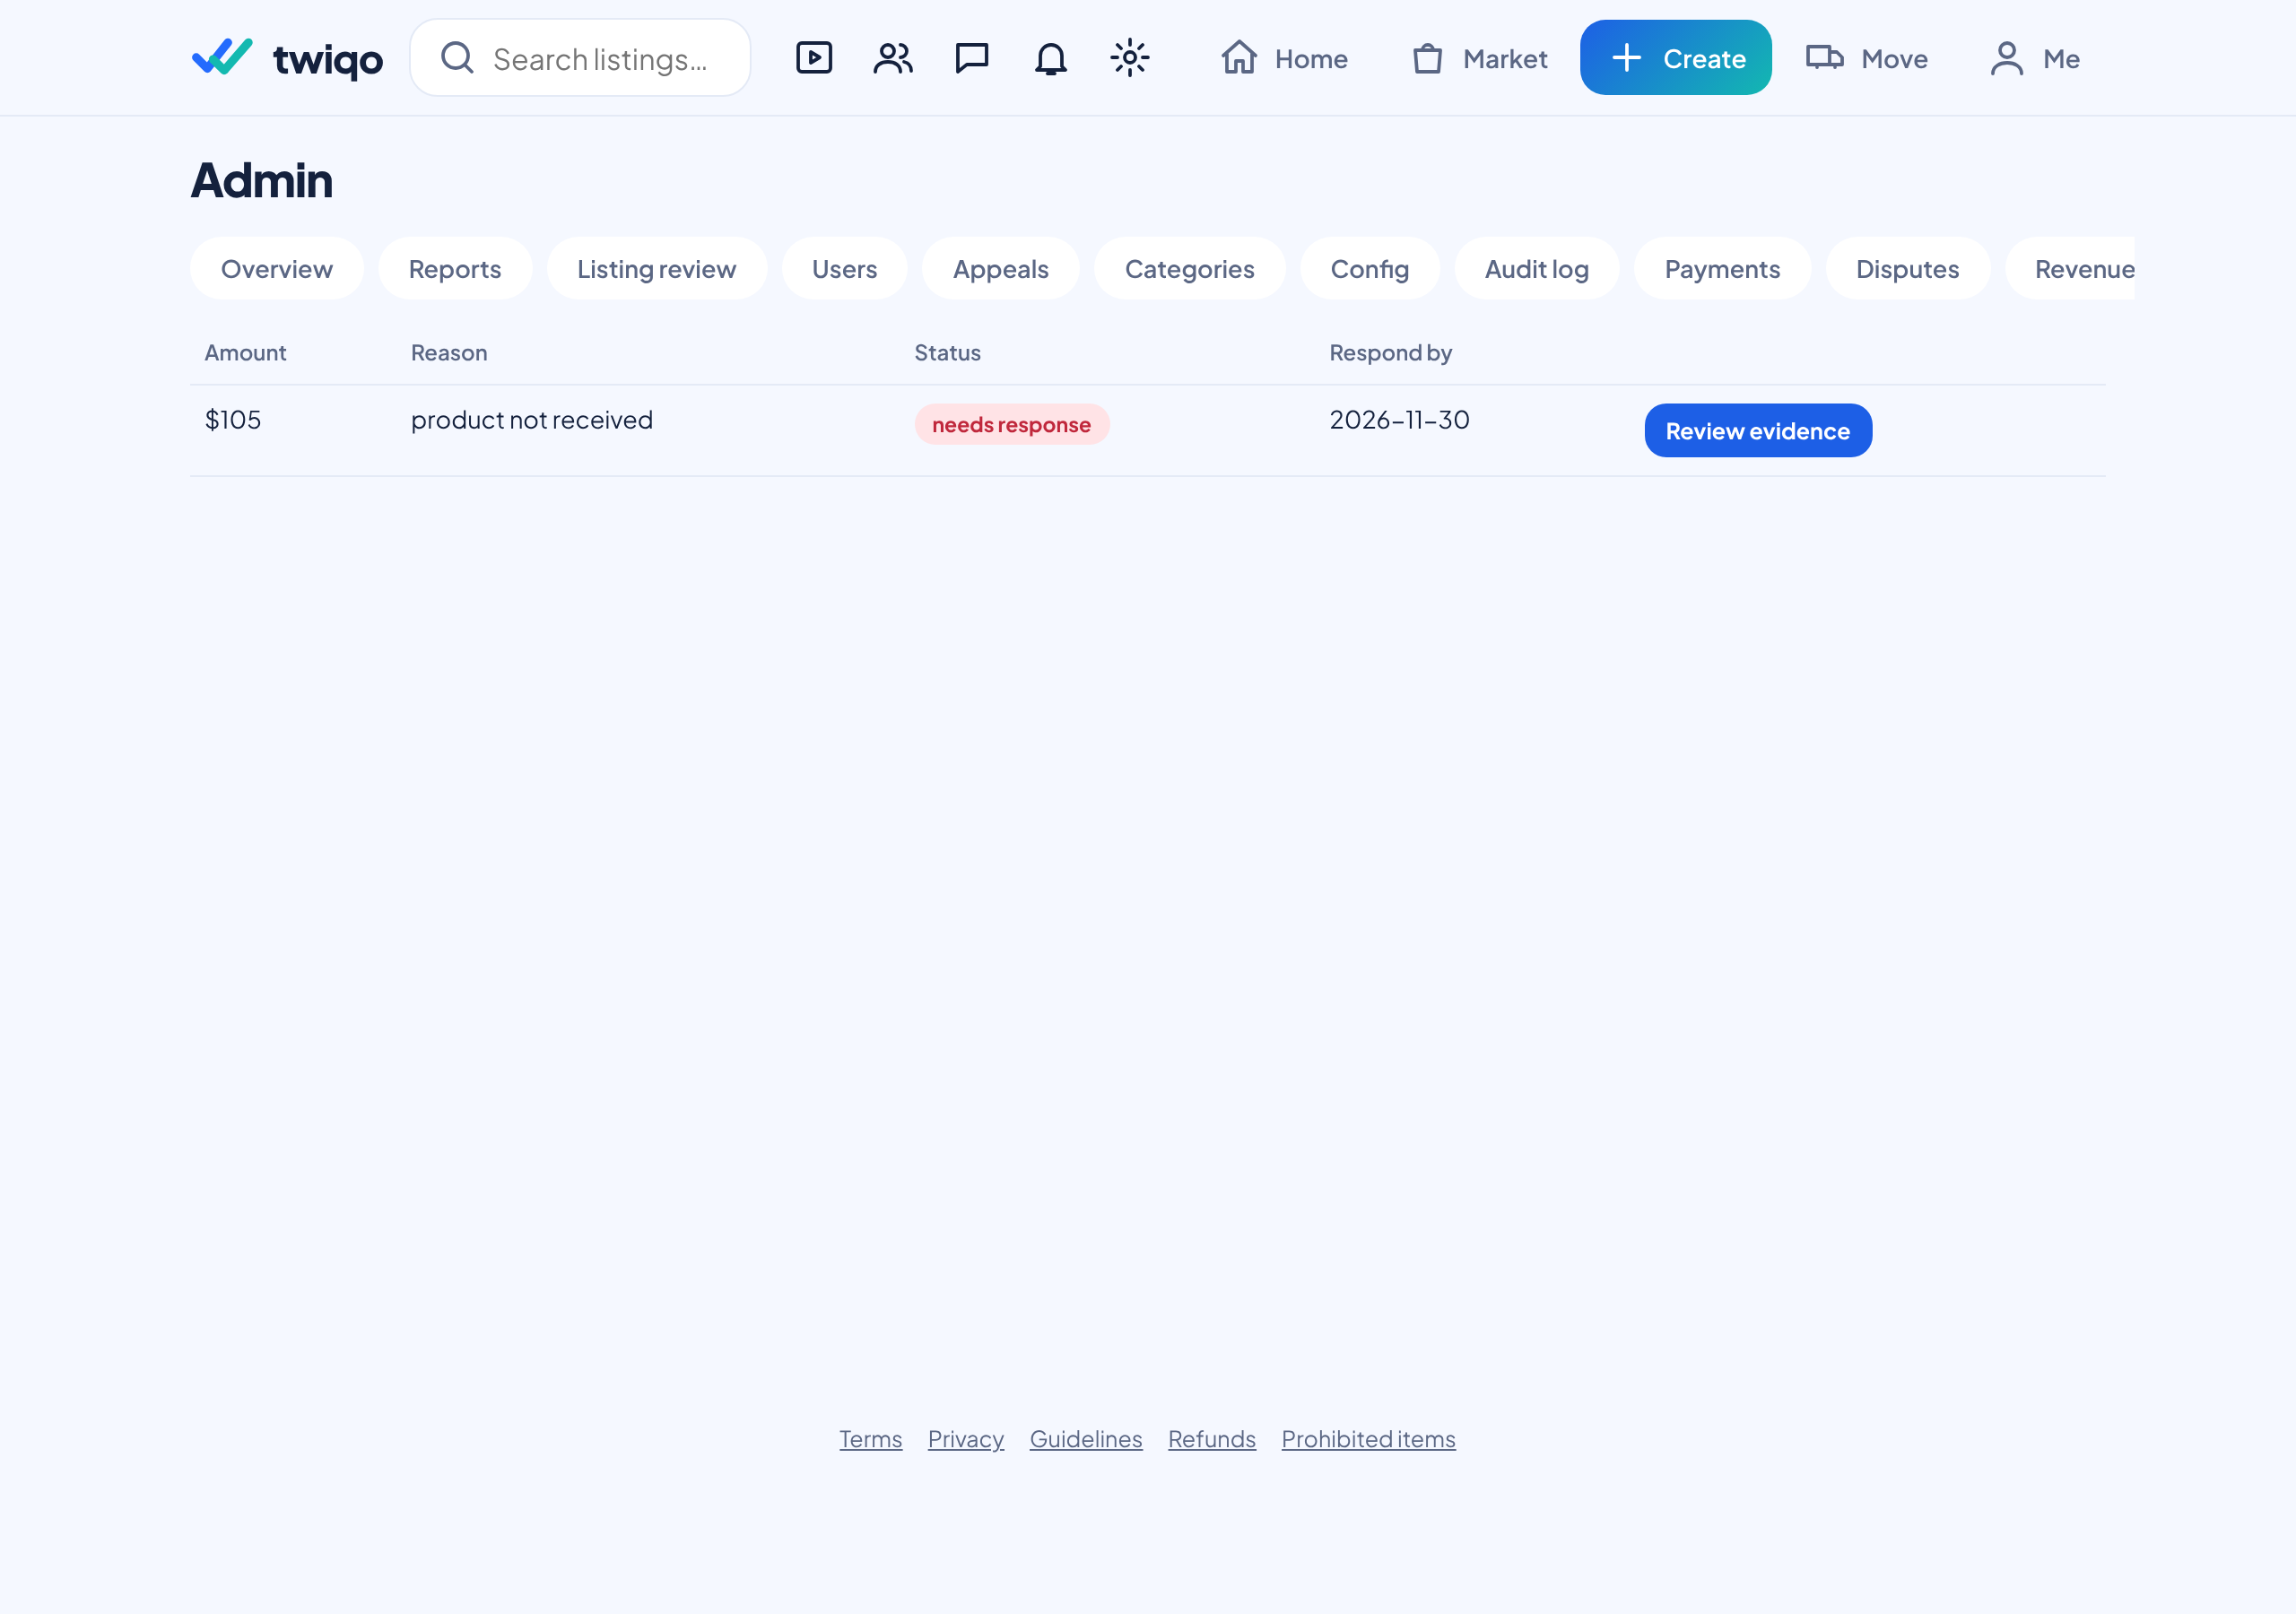 twiqo Search listings... Home Market Create Move Me
Admin
Overview Reports Listing review Users Appeals Categories Config Audit log Payments Disputes Revenue
Amount Reason Status Respond by
$105 product not received needs response 2026-11-30 Review evidence
Terms Privacy Guidelines Refunds Prohibited items